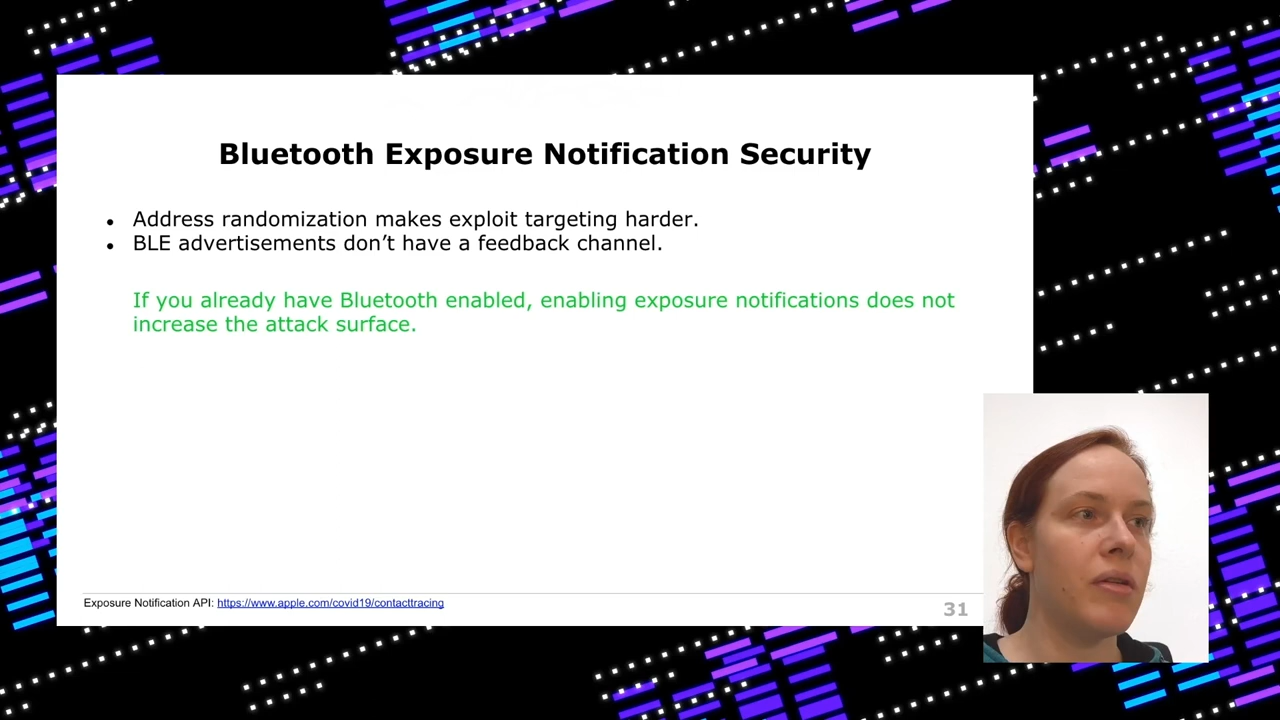 Bluetooth Exposure Notification Security
● Address randomization makes exploit targeting harder.
● BLE advertisements don’t have a feedback channel.
If you already have Bluetooth enabled, enabling exposure notifications does not
increase the attack surface.
Exposure Notification API: https://www.apple.com/covid19/contacttracing
31